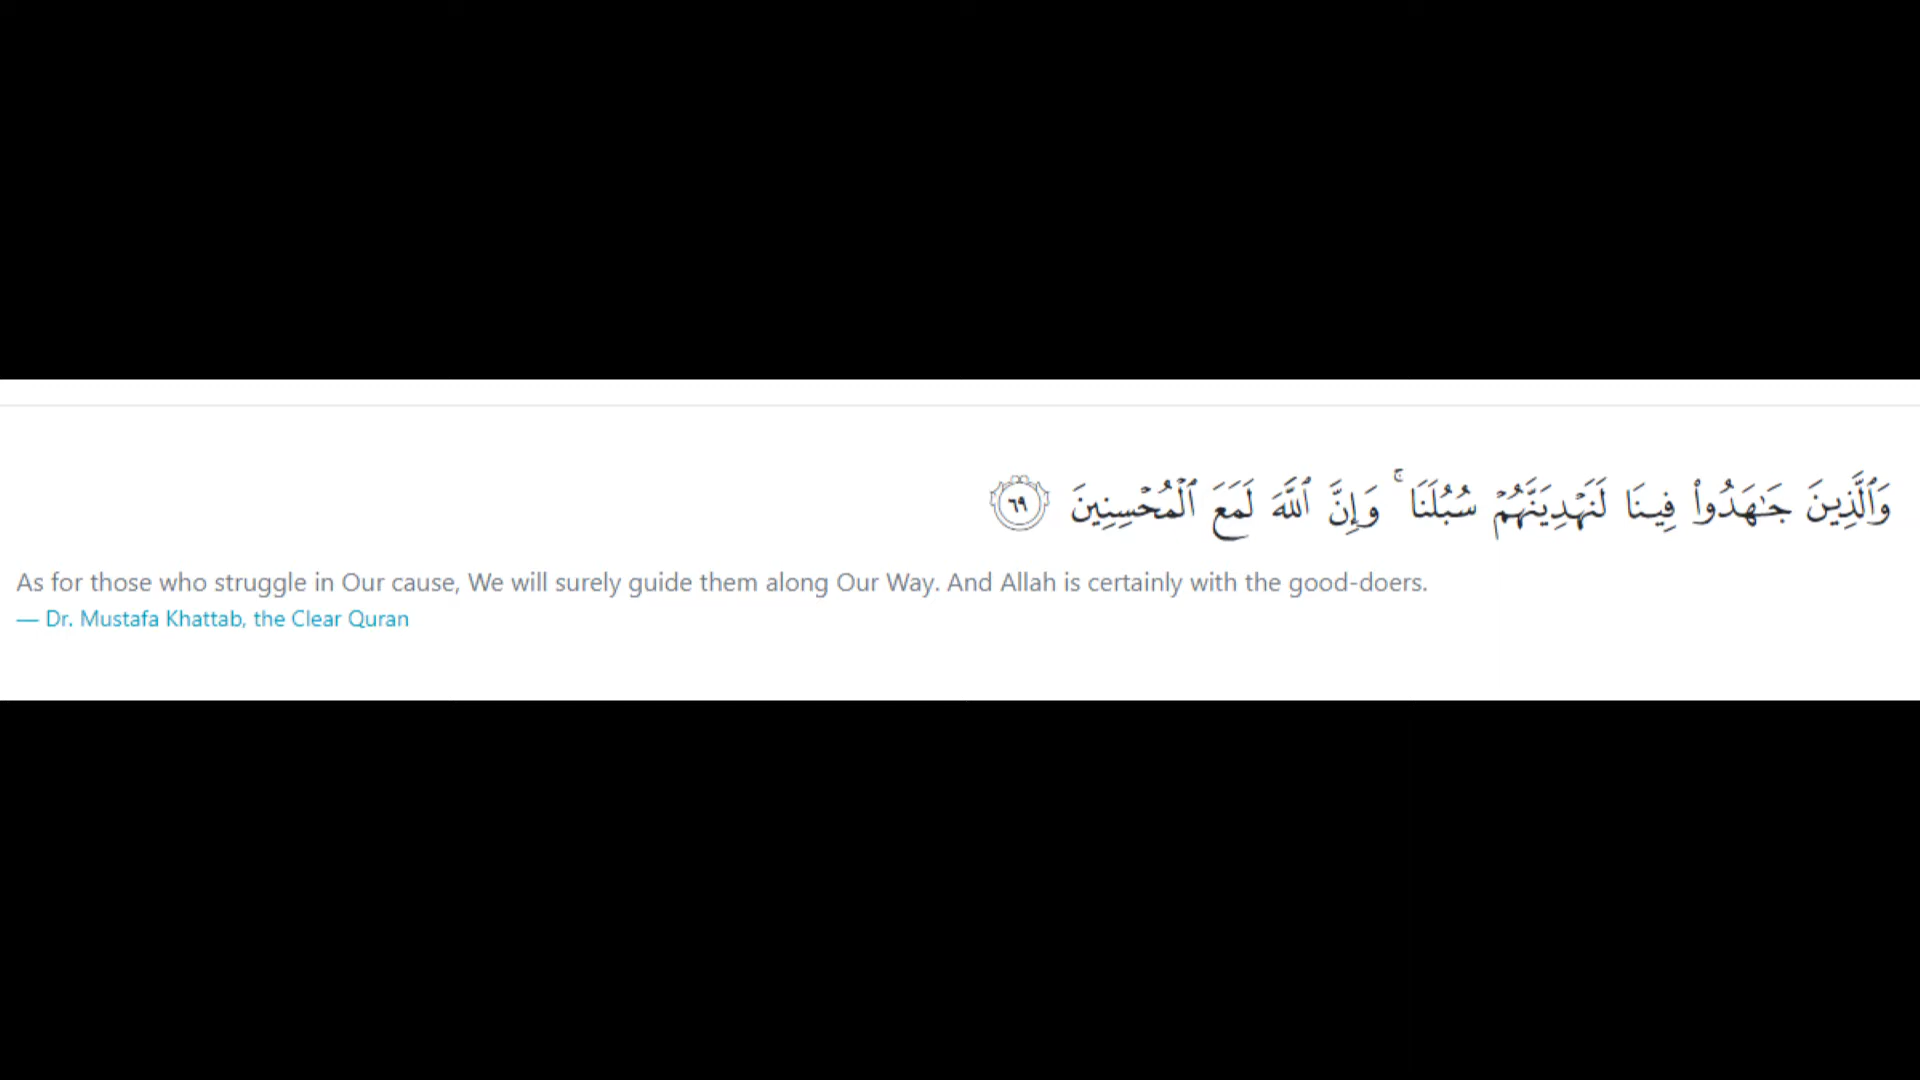 وَٱلَّذِينَ جَـٰهَدُوا۟ فِينَا لَنَهْدِيَنَّهُمْ سُبُلَنَا ۚ وَإِنَّ ٱللَّهَ لَمَعَ ٱلْمُحْسِنِينَ ٦٩
As for those who struggle in Our cause, We will surely guide them along Our Way. And Allah is certainly with the good-doers.
— Dr. Mustafa Khattab, the Clear Quran